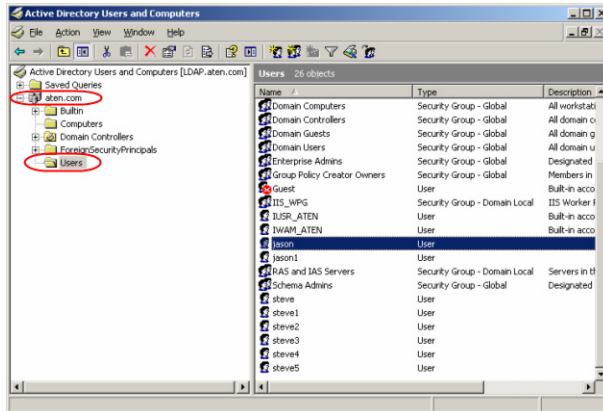 Active Directory Users and Computers
File Action View Window Help
Active Directory Users and Computers [LDAP.aten.com]
Saved Queries
aten.com
Builtin
Computers
Domain Controllers
ForeignSecurityPrincipals
Users
Users 26 objects
Name Type Description
Domain Computers Security Group - Global All workstati
Domain Controllers Security Group - Global All domain c
Domain Guests Security Group - Global All domain g
Domain Users Security Group - Global All domain u
Enterprise Admins Security Group - Global Designated
Group Policy Creator Owners Security Group - Global Members in
Guest User Built-in acco
IIS_WPG Security Group - Domain Local IIS Worker F
IUSR_ATEN User Built-in acco
IWAM_ATEN User Built-in acco
jason User
jason1 User
RAS and IAS Servers Security Group - Domain Local Servers in th
Schema Admins Security Group - Global Designated
steve User
steve1 User
steve2 User
steve3 User
steve4 User
steve5 User